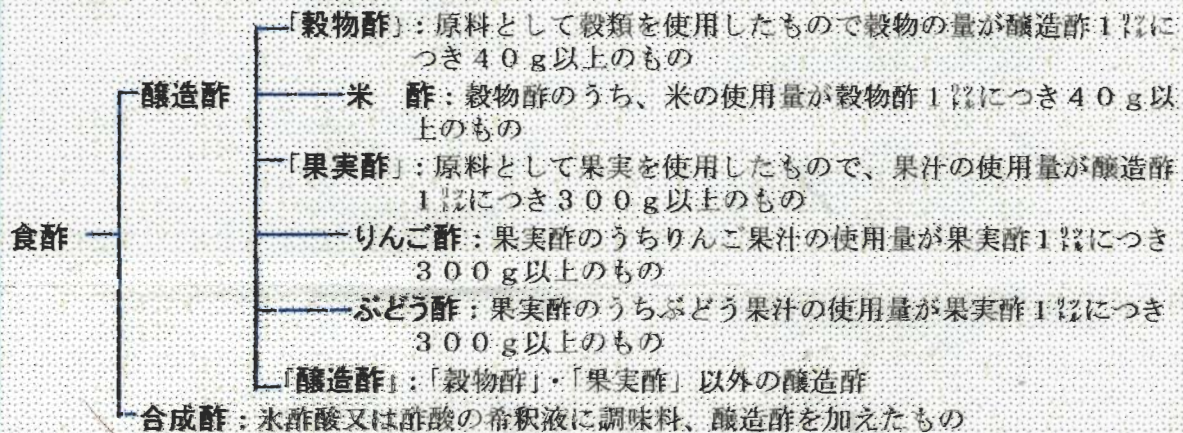 「穀物酢」：原料として穀類を使用したもので穀物の量が醸造酢1㍑に
つき40g以上のもの
醸造酢
米　酢：穀物酢のうち、米の使用量が穀物酢1㍑につき40g以
上のもの
「果実酢」：原料として果実を使用したもので、果汁の使用量が醸造酢
1㍑につき300g以上のもの
食酢
りんご酢：果実酢のうちりんご果汁の使用量が果実酢1㍑につき
300g以上のもの
ぶどう酢：果実酢のうちぶどう果汁の使用量が果実酢1㍑につき
300g以上のもの
「醸造酢」：「穀物酢」・「果実酢」以外の醸造酢
合成酢：氷酢酸又は酢酸の希釈液に調味料、醸造酢を加えたもの